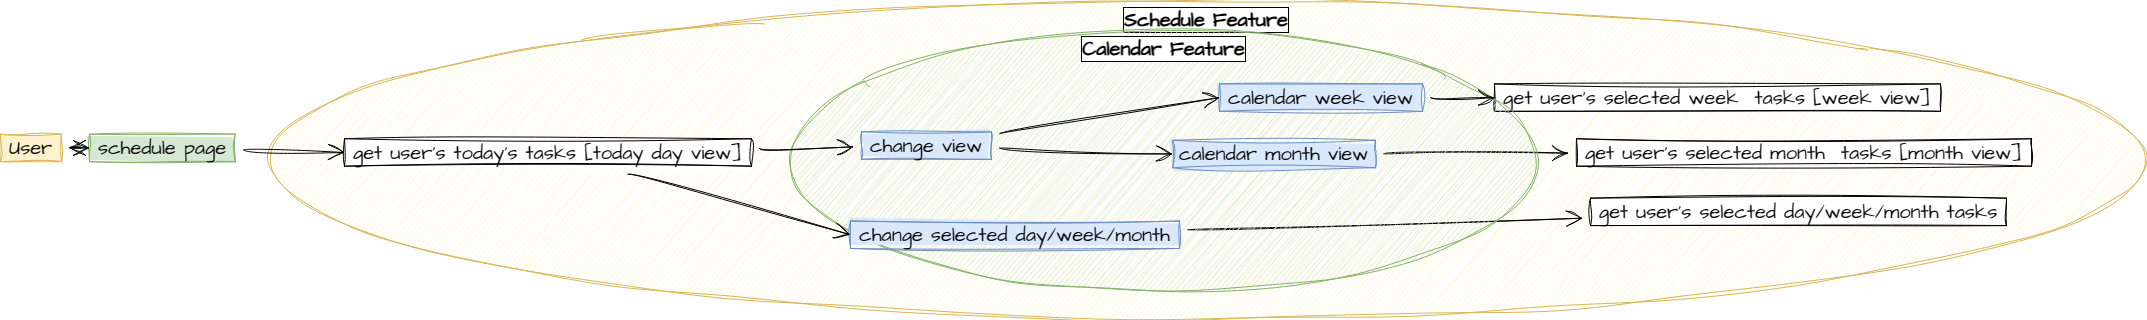 Schedule Feature
Calendar Feature
User
schedule page
get user's today's tasks [today day view]
change view
calendar week view
get user's selected week tasks [week view]
calendar month view
get user's selected month tasks [month view]
change selected day/week/month
get user's selected day/week/month tasks